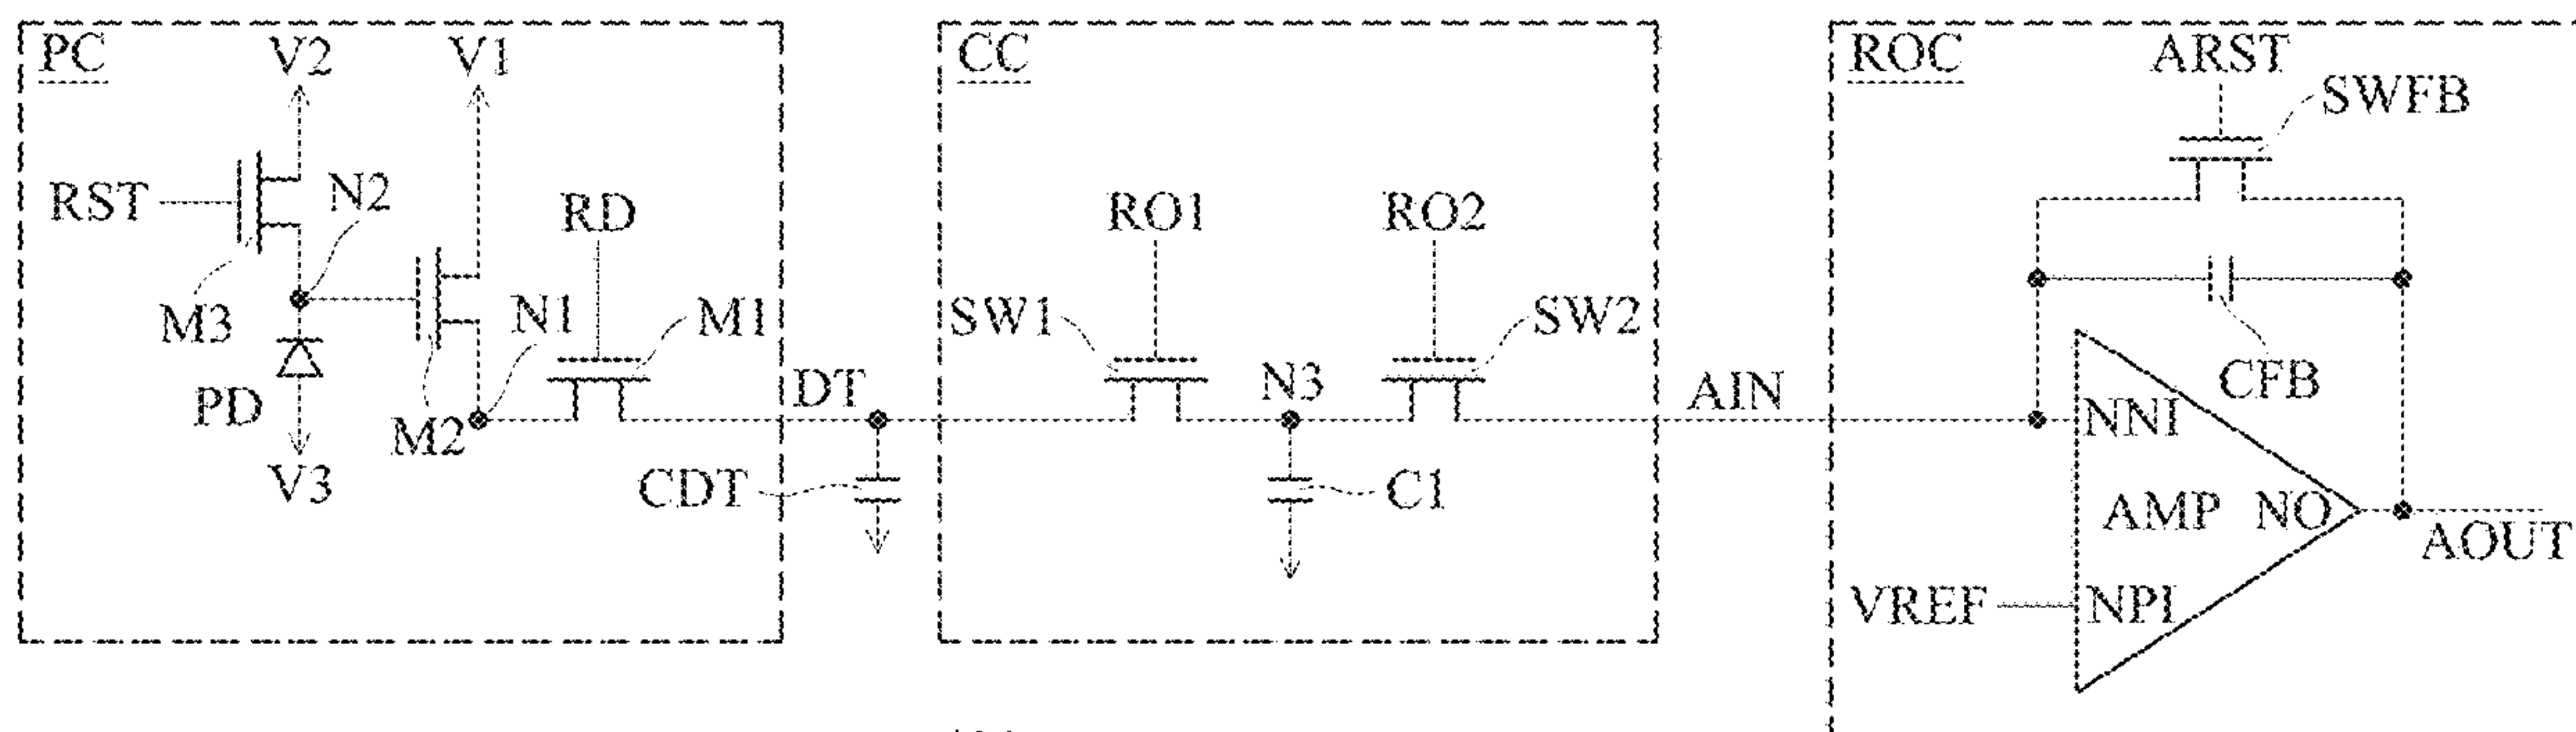 PC
V2
V1
CC
ROC
ARST
SWFB
RST
N2
RD
RO1
RO2
M3
N1
M1
SW1
SW2
N3
PD
M2
DT
AIN
CFB
NNI
V3
CDT
C1
AMP
NO
AOUT
VREF
NPI